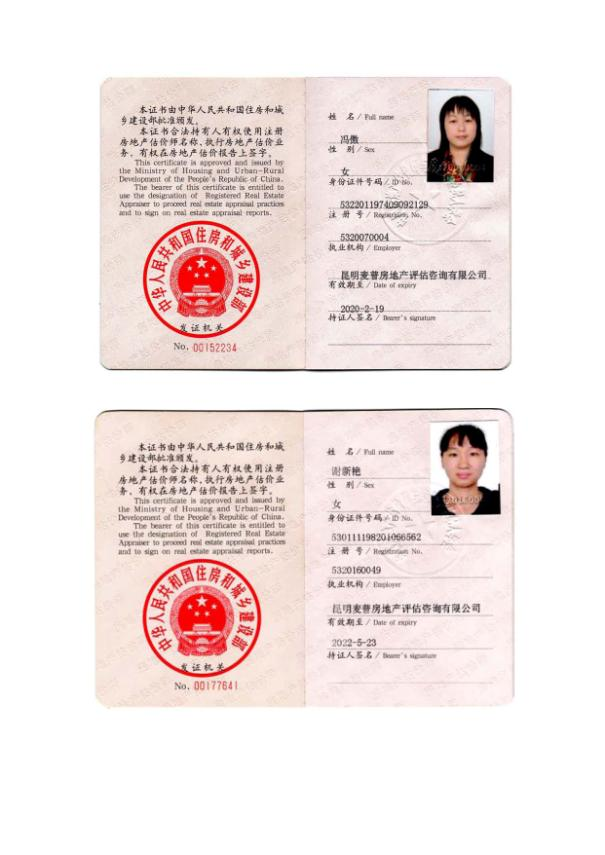 本证书由中华人民共和国住房和城
乡建设部批准颁发。
本证书合法持有人有权使用注册
房地产估价师名称、执行房地产估价业
务、有权在房地产估价报告上签字。
This certificate is approved and issued by
the Ministry of Housing and Urban-Rural
Development of the People's Republic of China.
The bearer of this certificate is entitled to
use the designation of Registered Real Estate
Appraiser to proceed real estate appraisal practices
and to sign on real estate appraisal reports.
中华人民共和国住房和城乡建设部
发证机关
No. 00152234
姓 名 / Full name
冯傲
性 别 / Sex
女
身份证件号码 / ID No.
532201197409092129
注 册 号 / Registration No.
5320070004
执业机构 / Employer
昆明麦普房地产评估咨询有限公司
有效期至 / Date of expiry
2020-2-19
持证人签名 / Bearer's signature
本证书由中华人民共和国住房和城
乡建设部批准颁发。
本证书合法持有人有权使用注册
房地产估价师名称、执行房地产估价业
务、有权在房地产估价报告上签字。
This certificate is approved and issued by
the Ministry of Housing and Urban-Rural
Development of the People's Republic of China.
The bearer of this certificate is entitled to
use the designation of Registered Real Estate
Appraiser to proceed real estate appraisal practices
and to sign on real estate appraisal reports.
中华人民共和国住房和城乡建设部
发证机关
No. 00177641
姓 名 / Full name
谢新艳
性 别 / Sex
女
身份证件号码 / ID No.
530111198201066562
注 册 号 / Registration No.
5320160049
执业机构 / Employer
昆明麦普房地产评估咨询有限公司
有效期至 / Date of expiry
2022-5-23
持证人签名 / Bearer's signature